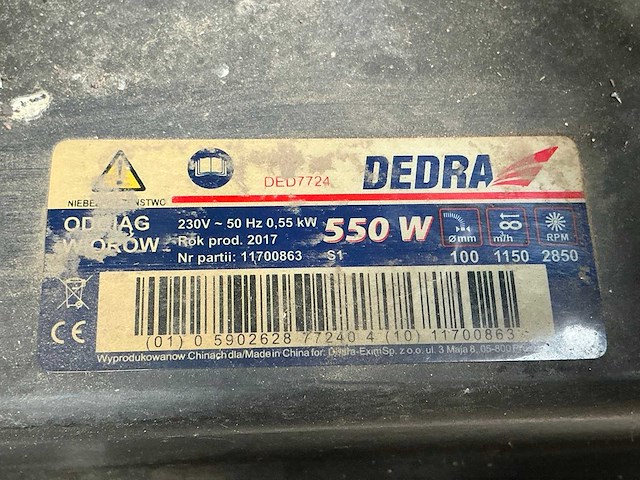 DED7724 DEDRA
230V ~ 50 Hz 0,55 kW 550 W ømm m³/h RPM
Rok prod. 2017
Nr partii: 11700863 S1 100 1150 2850
CE
(01) 0 5902628 77240 4 (10) 11700863
Wyprodukowano w Chinach dla/Made in China for: Dedra-Exim Sp. z o.o. ul. 3 Maja 8, 05-800